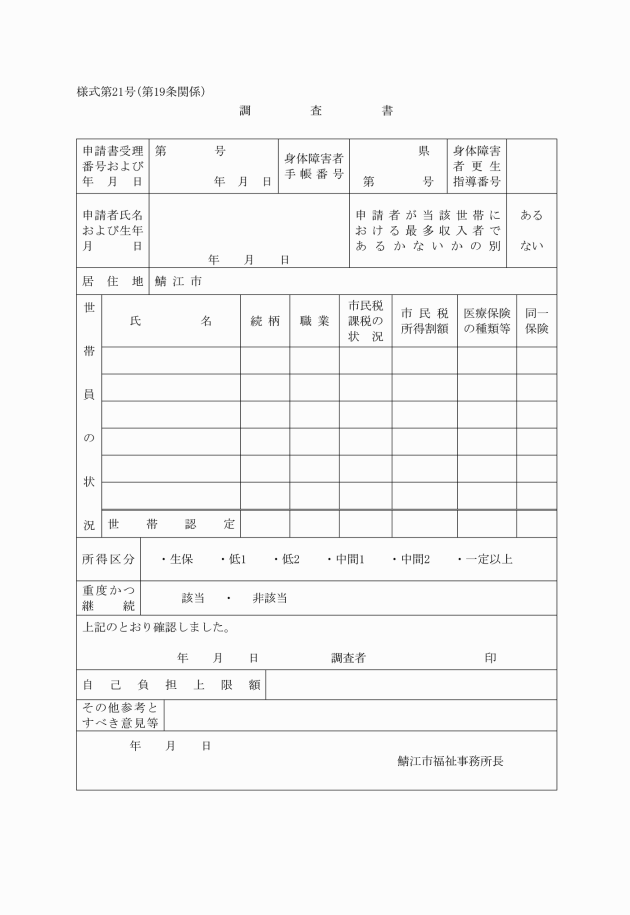 様式第21号(第19条関係)
調　査　書
申請書受理
番号および
年　月　日
第　　　号
年　月　日
身体障害者
手帳番号
県
第　　　号
身体障害
者更生
指導番号
申請者氏名
および生年
月　　　日
年　　月　　日
申請者が当該世帯に
おける最多収入者で
あるかないかの別
ある
ない
居住地
鯖江市
世帯員の状況
氏　　　名
続柄
職業
市民税
課税の
状　況
市民税
所得割額
医療保険
の種類等
同一
保険
世帯認定
所得区分
・生保　・低1　・低2　・中間1　・中間2　・一定以上
重度かつ
継　　続
該当　・　非該当
上記のとおり確認しました。
年　　月　　日　　　調査者　　　　　印
自己負担上限額
その他参考と
すべき意見等
年　　月　　日
鯖江市福祉事務所長